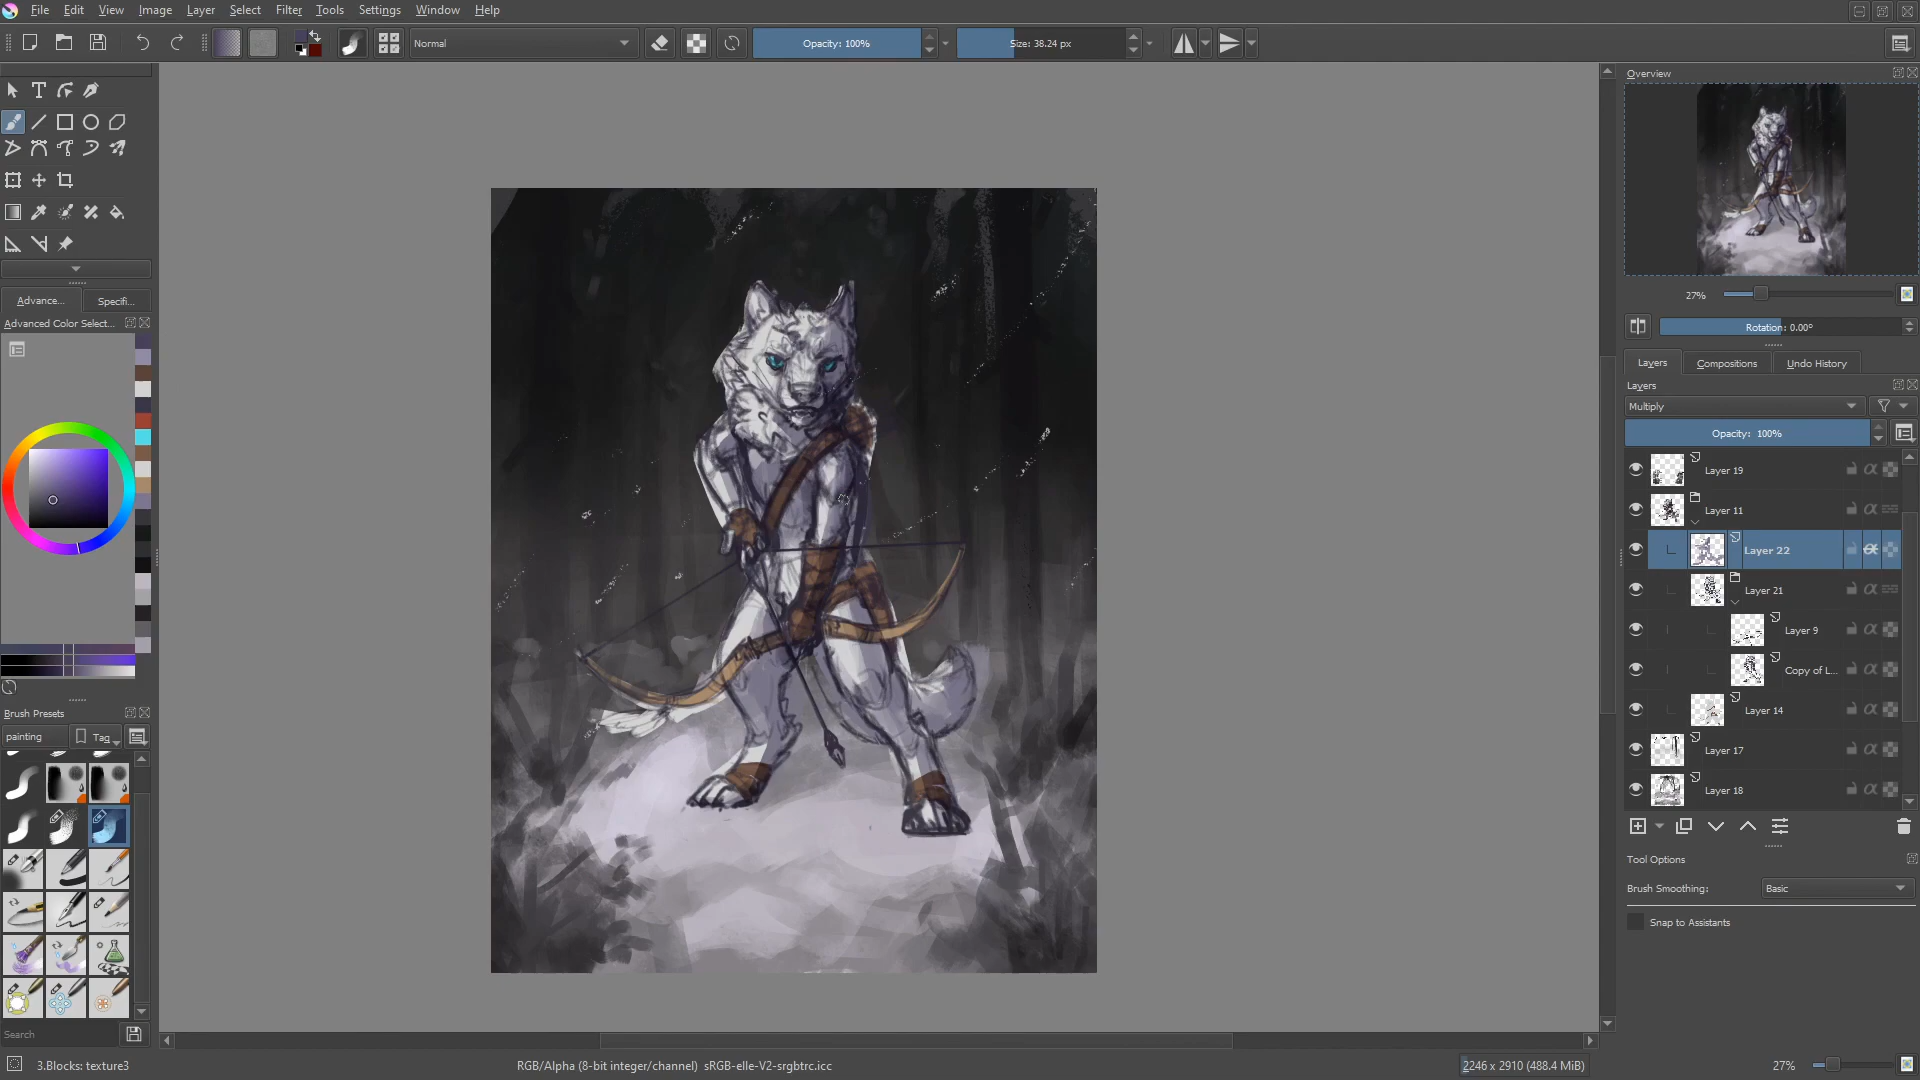 File Edit View Image Layer Select Filter Tools Settings Window Help
Normal
Opacity: 100%
Size: 38.24 px
Advance...
Specifi...
Advanced Color Select...
Brush Presets
painting
Tag
Search
3.Blocks: texture3
RGB/Alpha (8-bit integer/channel) sRGB-elle-V2-srgbtrc.icc
2246 x 2910 (488.4 MiB)
27%
Overview
27%
Rotation: 0.00°
Layers
Compositions
Undo History
Layers
Multiply
Opacity: 100%
Layer 19
Layer 11
Layer 22
Layer 21
Layer 9
Copy of L...
Layer 14
Layer 17
Layer 18
Tool Options
Brush Smoothing:
Basic
Snap to Assistants